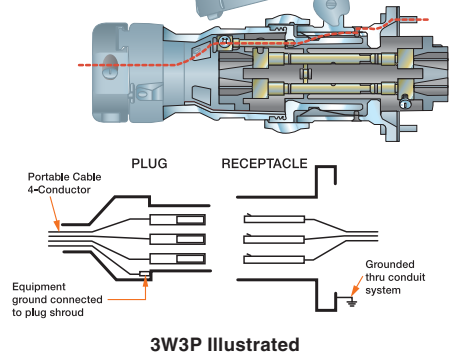 PLUG
RECEPTACLE
Portable Cable
4-Conductor
Equipment
ground connected
to plug shroud
Grounded
thru conduit
system
3W3P Illustrated